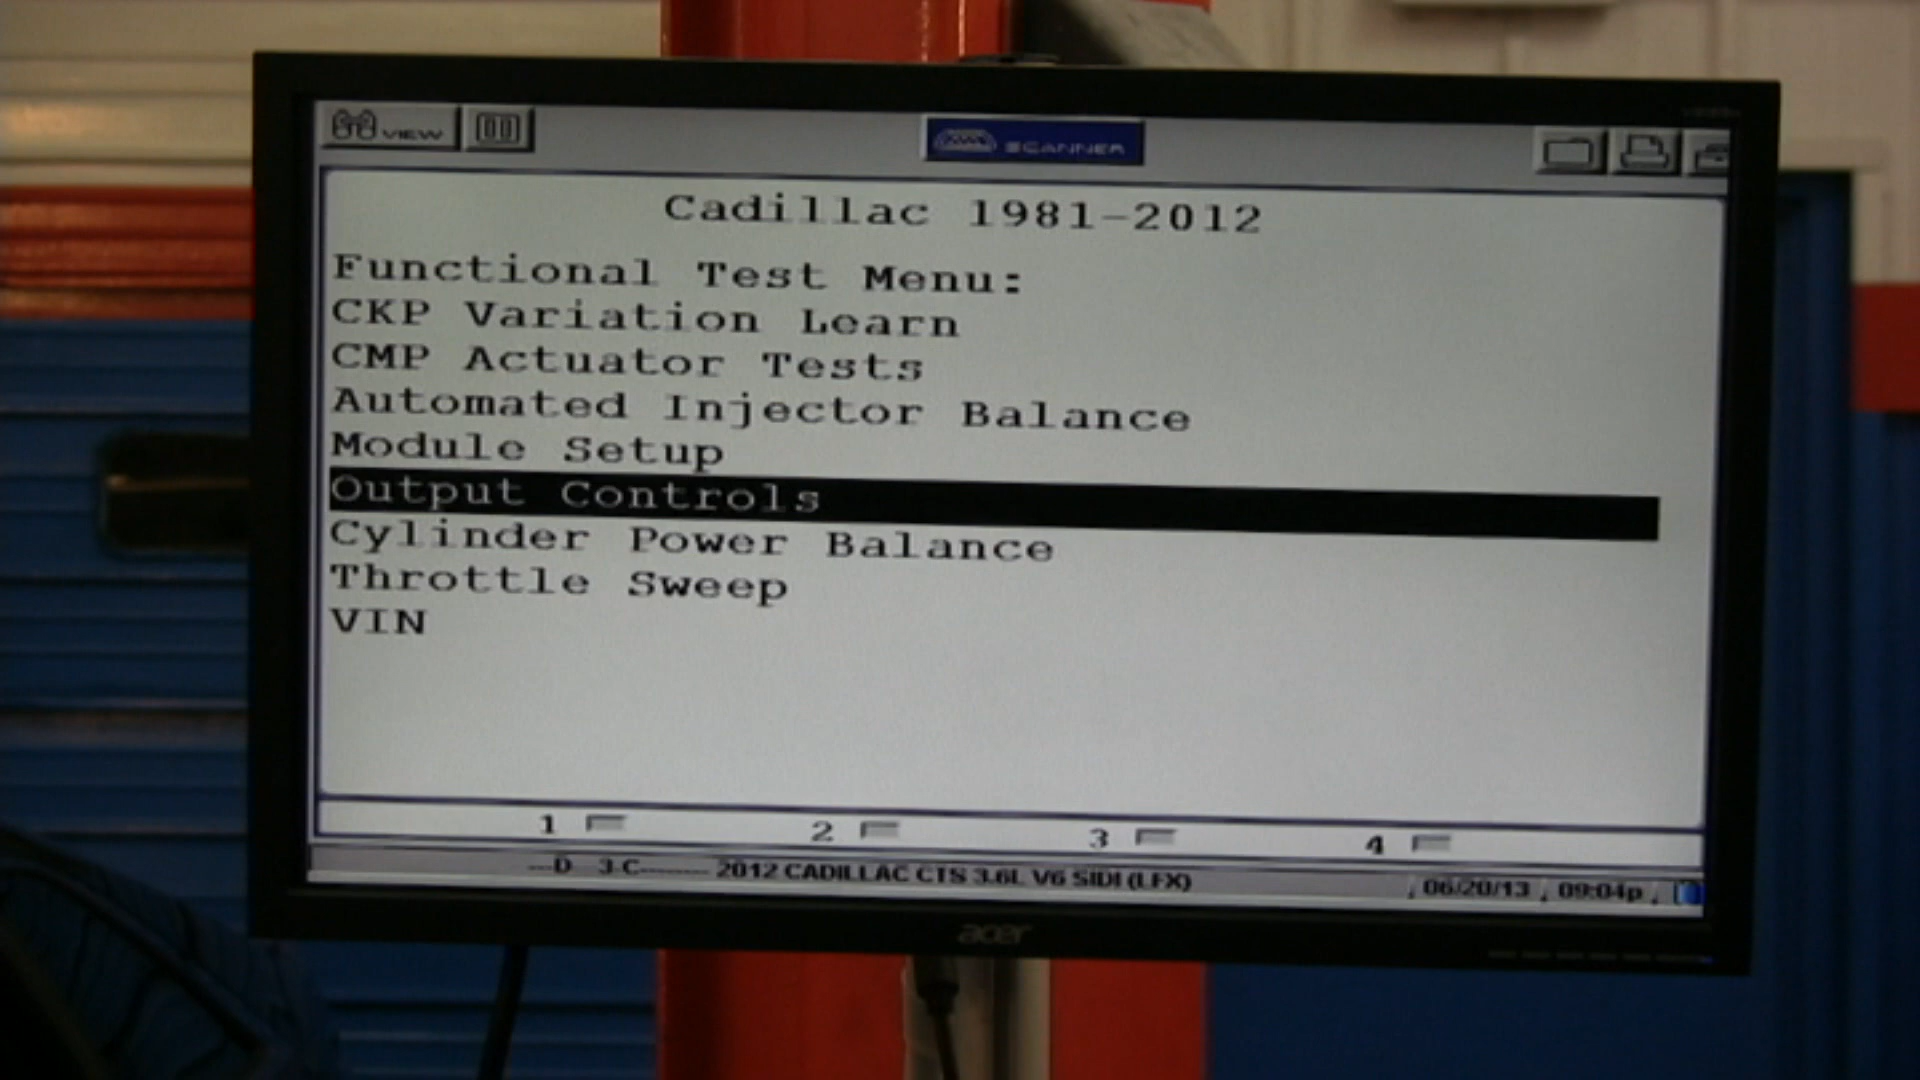 VIEW
SCANNER
Cadillac 1981-2012
Functional Test Menu:
CKP Variation Learn
CMP Actuator Tests
Automated Injector Balance
Module Setup
Output Controls
Cylinder Power Balance
Throttle Sweep
VIN
1 2 3 4
---D 3-C-------- 2012 CADILLAC CTS 3.6L V6 SIDI (LFX) , 06/20/13 , 09:04p ,
acer